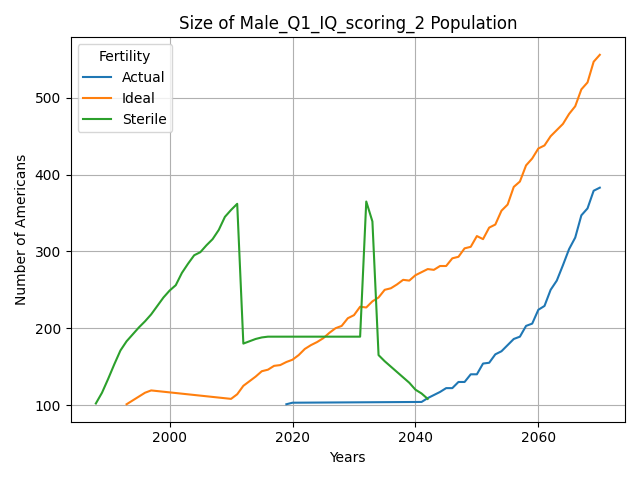 Size of Male_Q1_IQ_scoring_2 Population
Fertility
Actual
Ideal
Sterile
Number of Americans
500
400
300
200
100
2000
2020
2040
2060
Years